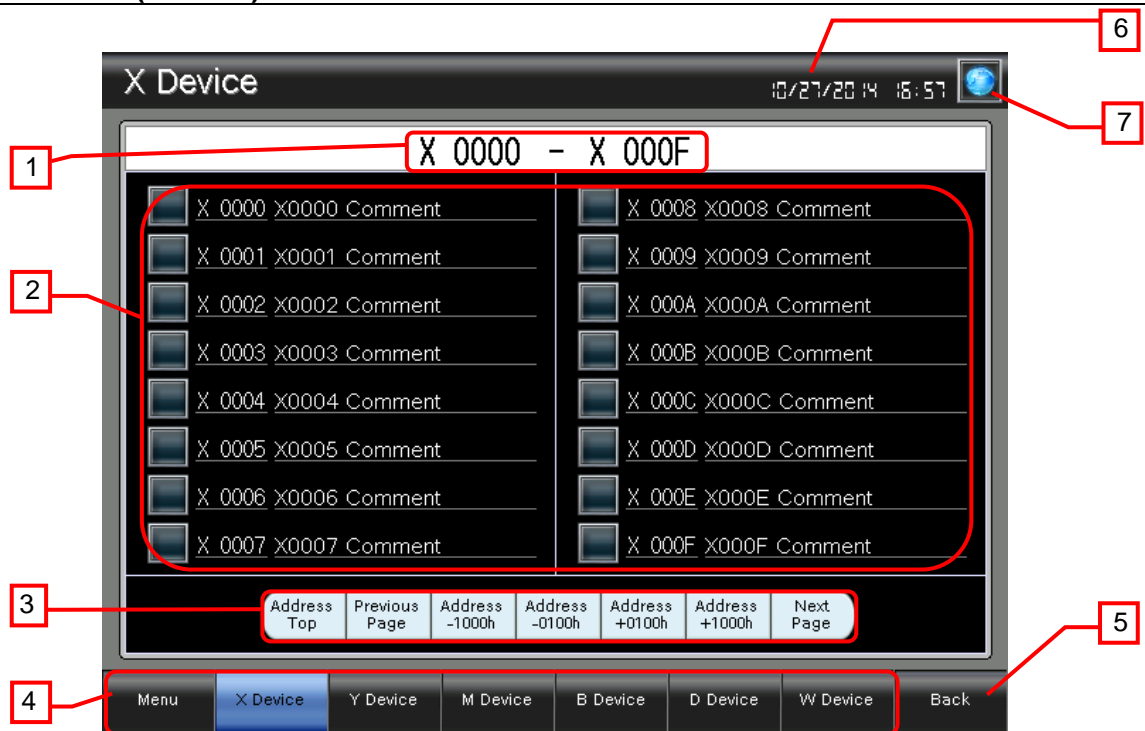 6
X Device
10/27/2014 16:57
7
1
X 0000 - X 000F
X 0000 X0000 Comment
X 0001 X0001 Comment
X 0002 X0002 Comment
X 0003 X0003 Comment
X 0004 X0004 Comment
X 0005 X0005 Comment
X 0006 X0006 Comment
X 0007 X0007 Comment
X 0008 X0008 Comment
X 0009 X0009 Comment
X 000A X000A Comment
X 000B X000B Comment
X 000C X000C Comment
X 000D X000D Comment
X 000E X000E Comment
X 000F X000F Comment
2
3
Address Top
Previous Page
Address -1000h
Address -0100h
Address +0100h
Address +1000h
Next Page
5
4
Menu X Device Y Device M Device B Device D Device W Device Back